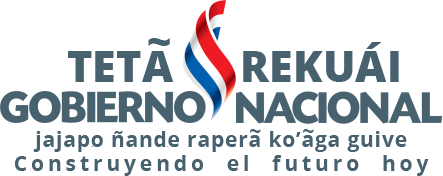 TETÃ REKUÁI
GOBIERNO NACIONAL
jajapo ñande raperã ko’ãga guive
Construyendo el futuro hoy